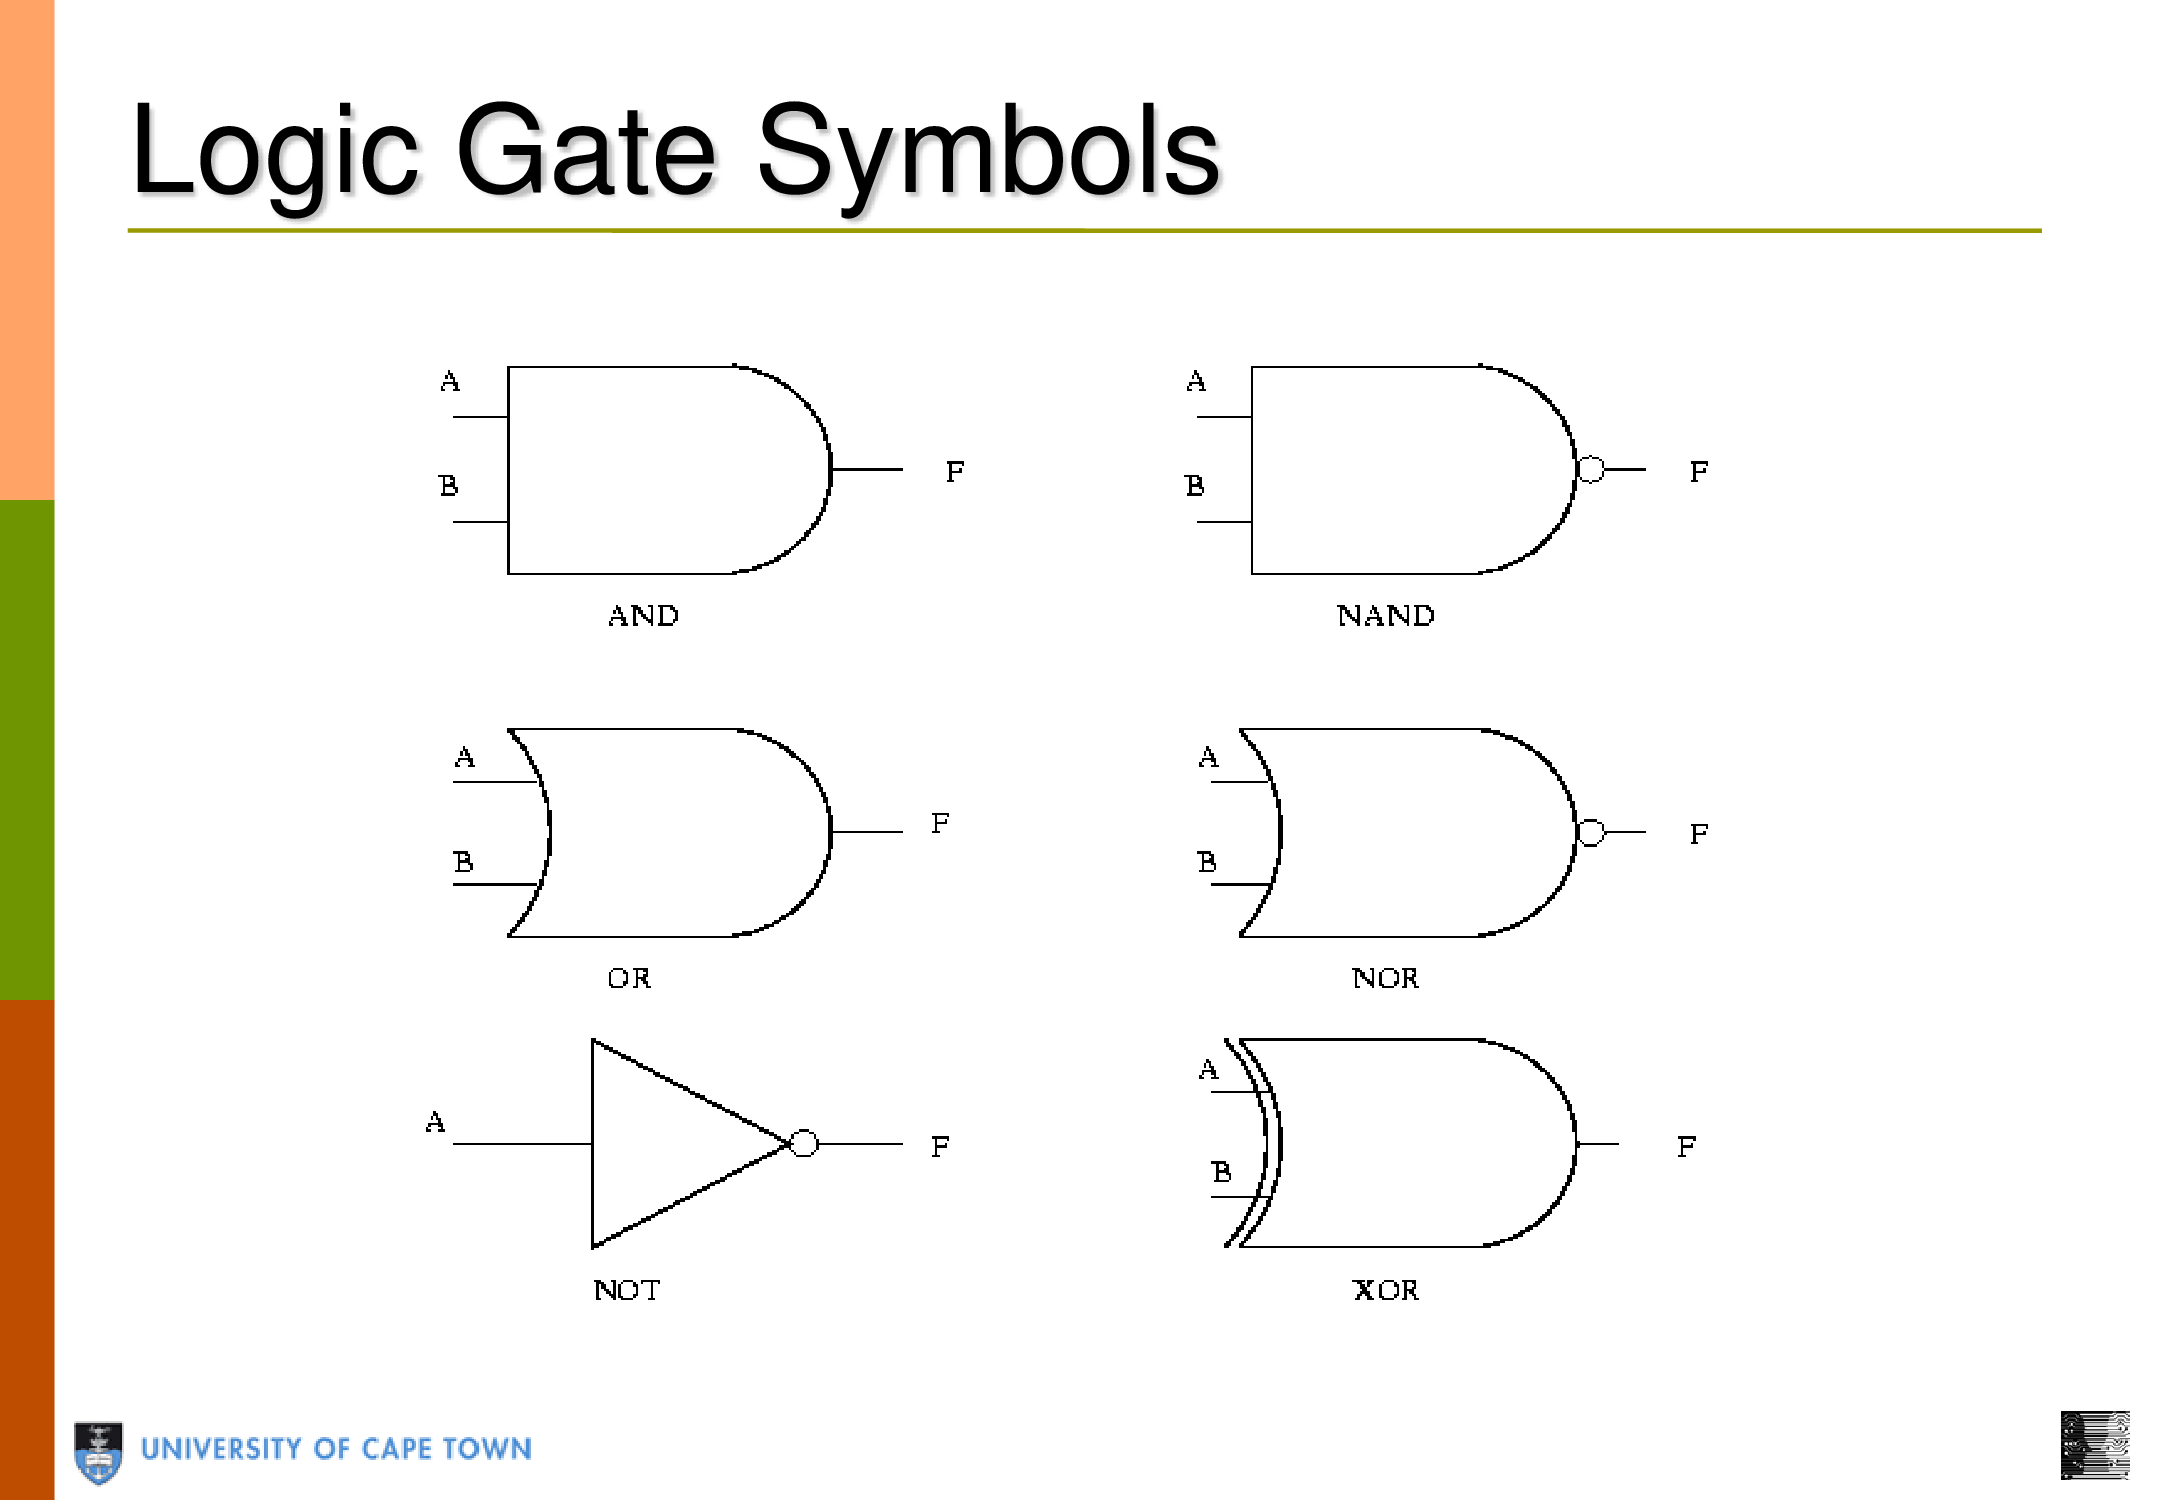 Logic Gate Symbols
A
B
F
AND
A
B
F
NAND
A
B
F
OR
A
B
F
NOR
A
F
NOT
A
B
F
XOR
UNIVERSITY OF CAPE TOWN